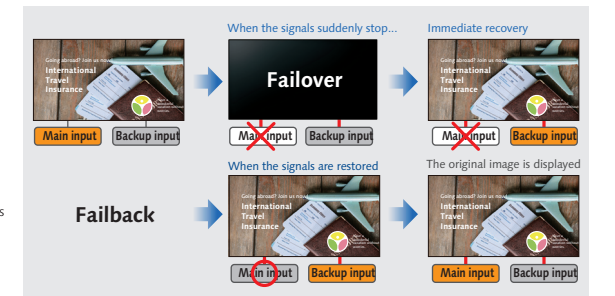 When the signals suddenly stop...
Immediate recovery
Going abroad? Join us now
International
Travel
Insurance
Failover
Going abroad? Join us now
International
Travel
Insurance
Main input
Backup input
Main input
Backup input
Main input
Backup input
When the signals are restored
The original image is displayed
s
Failback
Going abroad? Join us now
International
Travel
Insurance
Going abroad? Join us now
International
Travel
Insurance
Main input
Backup input
Main input
Backup input